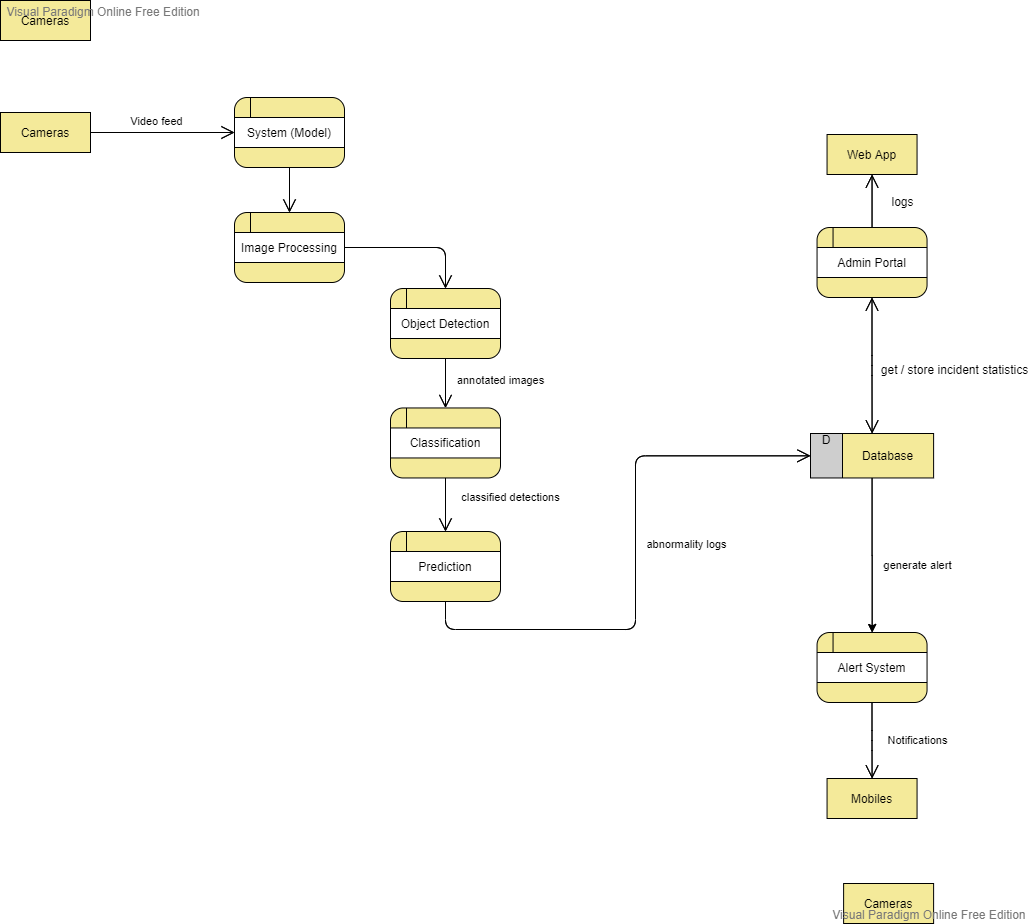 Visual Paradigm Online Free Edition
Cameras
Cameras
Video feed
System (Model)
Image Processing
Object Detection
annotated images
Classification
classified detections
Prediction
abnormality logs
Web App
logs
Admin Portal
get / store incident statistics
D
Database
generate alert
Alert System
Notifications
Mobiles
Cameras
Visual Paradigm Online Free Edition